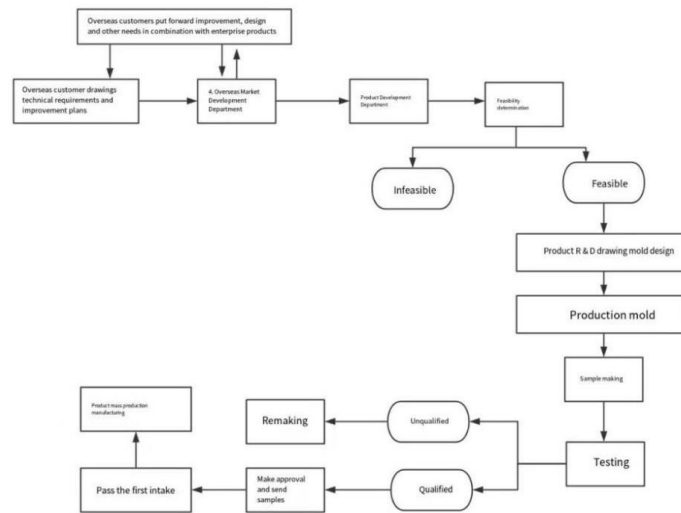 Overseas customers put forward improvement, design
and other needs in combination with enterprise products
Overseas customer drawings
technical requirements and
improvement plans
4. Overseas Market
Development
Department
Product Development
Department
Feasibility
determination
Infeasible
Feasible
Product R & D drawing mold design
Production mold
Sample making
Product mass production
manufacturing
Remaking
Unqualified
Testing
Pass the first intake
Make approval
and send
samples
Qualified